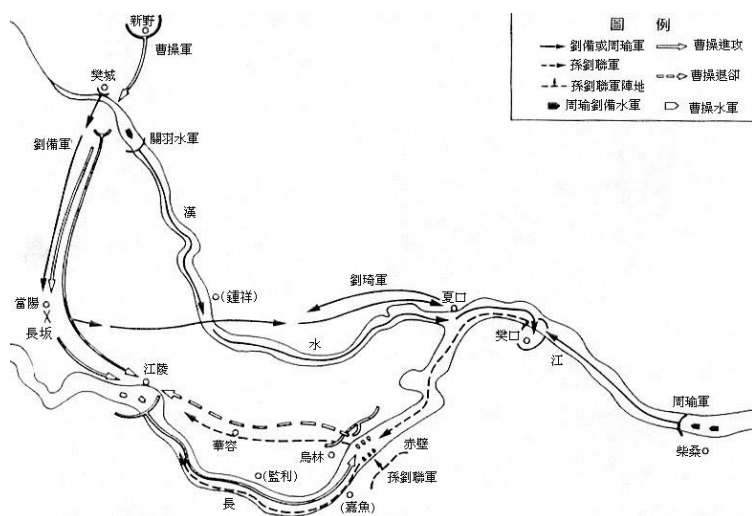 新野
曹操軍
樊城
劉備軍
關羽水軍
漢
(鍾祥)
劉琦軍
夏口
當陽
長坂
水
樊口
江
江陵
周瑜軍
柴桑
華容
烏林
赤壁
(監利)
孫劉聯軍
長
(嘉魚)
圖 例
劉備或周瑜軍
曹操進攻
孫劉聯軍
曹操退卻
孫劉聯軍陣地
周瑜劉備水軍
曹操水軍